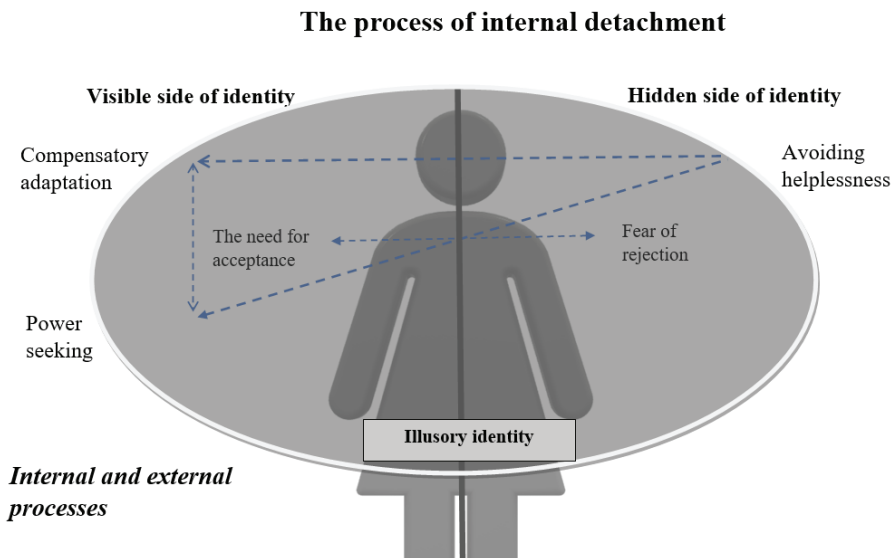 The process of internal detachment
Visible side of identity
Hidden side of identity
Compensatory
adaptation
Avoiding
helplessness
The need for
acceptance
Fear of
rejection
Power
seeking
Illusory identity
Internal and external
processes